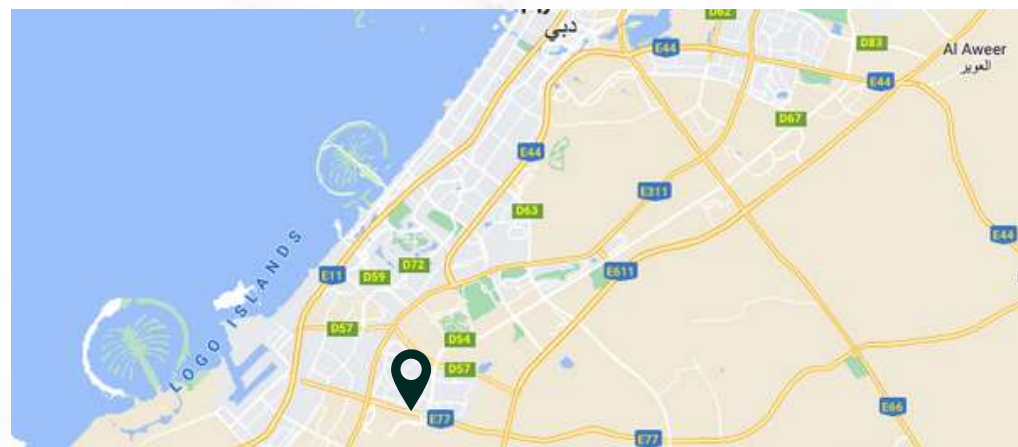 دبي
D62
E44
D83
Al Aweer
العوير
E44
D67
E44
E311
D63
E44
E611
D72
D59
E11
LOGO ISLANDS
D57
D54
D57
E66
E77
E77